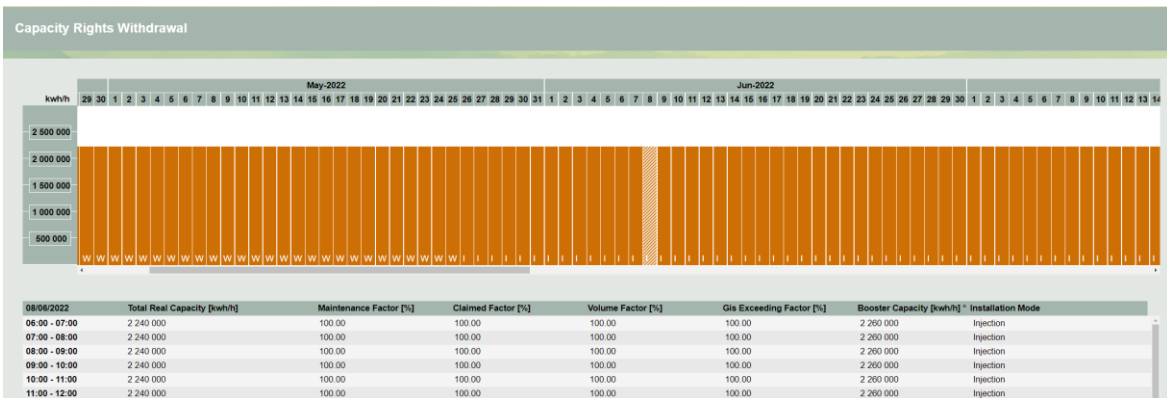 Capacity Rights Withdrawal
May-2022 Jun-2022
kwh/h 29 30 1 2 3 4 5 6 7 8 9 10 11 12 13 14 15 16 17 18 19 20 21 22 23 24 25 26 27 28 29 30 31 1 2 3 4 5 6 7 8 9 10 11 12 13 14 15 16 17 18 19 20 21 22 23 24 25 26 27 28 29 30 1 2 3 4 5 6 7 8 9 10 11 12 13 14
2 500 000
2 000 000
1 500 000
1 000 000
500 000
W W W W W W W W W W W W W W W W W W W W W W W W W W W I I I I I I I I I I I I I I I I I I I I I I I I I I I I I I I I I I I I I I I I I I I I I I I I I I
08/06/2022 Total Real Capacity [kwh/h] Maintenance Factor [%] Claimed Factor [%] Volume Factor [%] Gis Exceeding Factor [%] Booster Capacity [kwh/h] * Installation Mode
06:00 - 07:00 2 240 000 100.00 100.00 100.00 100.00 2 260 000 Injection
07:00 - 08:00 2 240 000 100.00 100.00 100.00 100.00 2 260 000 Injection
08:00 - 09:00 2 240 000 100.00 100.00 100.00 100.00 2 260 000 Injection
09:00 - 10:00 2 240 000 100.00 100.00 100.00 100.00 2 260 000 Injection
10:00 - 11:00 2 240 000 100.00 100.00 100.00 100.00 2 260 000 Injection
11:00 - 12:00 2 240 000 100.00 100.00 100.00 100.00 2 260 000 Injection